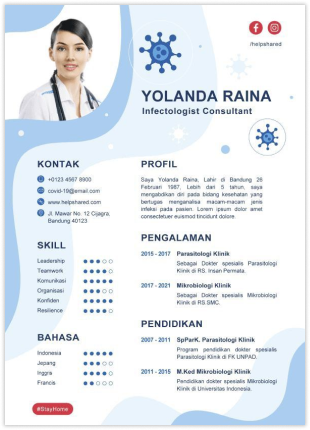 /helpshared
YOLANDA RAINA
Infectologist Consultant
KONTAK
+0123 4567 8900
covid-19@email.com
www.helpshared.com
Jl. Mawar No. 12 Cijagra,
Bandung 40123
SKILL
Leadership
Teamwork
Komunikasi
Organisasi
Konfiden
Resilience
BAHASA
Indonesia
Jepang
Inggris
Francis
#StayHome
PROFIL
Saya Yolanda Raina, Lahir di Bandung 26
Februari 1987, Lebih dari 5 tahun, saya
mengabdikan diri pada bidang kesehatan yang
bertugas menganalisa macam-macam jenis
infeksi pada pasien. Lorem ipsum dolor amet
consectetuer euismod tincidunt dolore
PENGALAMAN
2015 - 2017 Parasitologi Klinik
Sebagai Dokter spesialis Parasitologi
Klinik di RS. Insan Permata.
2017 - 2021 Mikrobiologi Klinik
Sebagai Dokter spesialis Mikrobiologi
Klinik di RS SMC.
PENDIDIKAN
2007 - 2011 SpParK. Parasitologi Klinik
Program pendidikan dokter spesialis
Parasitologi Klinik di FK UNPAD.
2011 - 2015 M.Ked Mikrobiologi Klinik
Pendidikan dokter spesialis Mikrobiologi
Klinik di Universitas Indonesia.